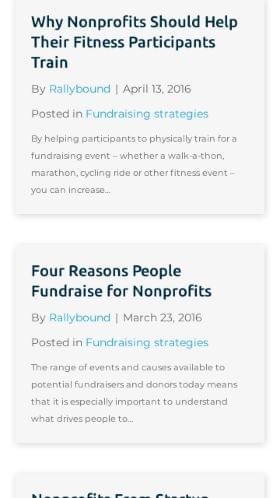 Why Nonprofits Should Help
Their Fitness Participants
Train
By Rallybound | April 13, 2016
Posted in Fundraising strategies
By helping participants to physically train for a
fundraising event – whether a walk-a-thon,
marathon, cycling ride or other fitness event –
you can increase...
Four Reasons People
Fundraise for Nonprofits
By Rallybound | March 23, 2016
Posted in Fundraising strategies
The range of events and causes available to
potential fundraisers and donors today means
that it is especially important to understand
what drives people to...
Nonprofits From Startup